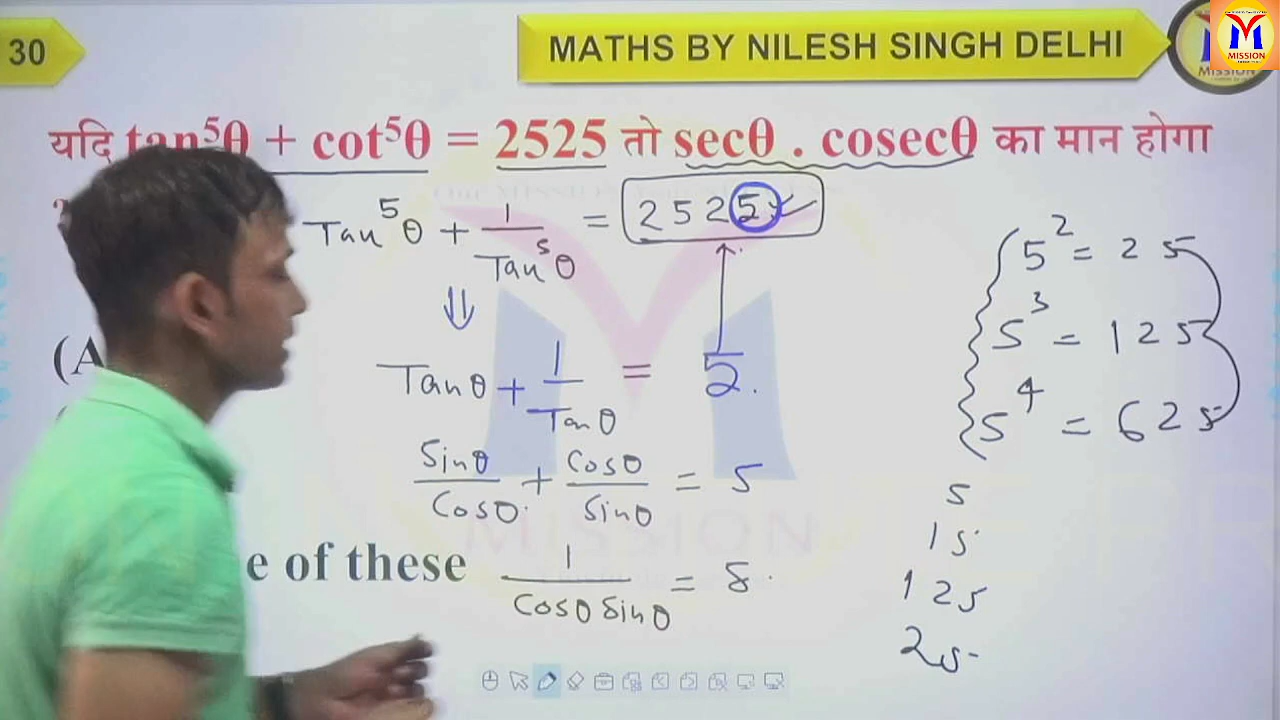 30
MATHS BY NILESH SINGH DELHI
MISSION
MISSION
यदि tan⁵θ + cot⁵θ = 2525 तो secθ . cosecθ का मान होगा
?
Tan⁵θ + 1/Tan⁵θ = 2525 ✓
⇓
Tanθ + 1/Tanθ = 5.
Sinθ/Cosθ + Cosθ/Sinθ = 5
e of these
1/CosθSinθ = 5.
(A
5² = 25
5³ = 125
5⁴ = 625
5
15
125
25
MISSION